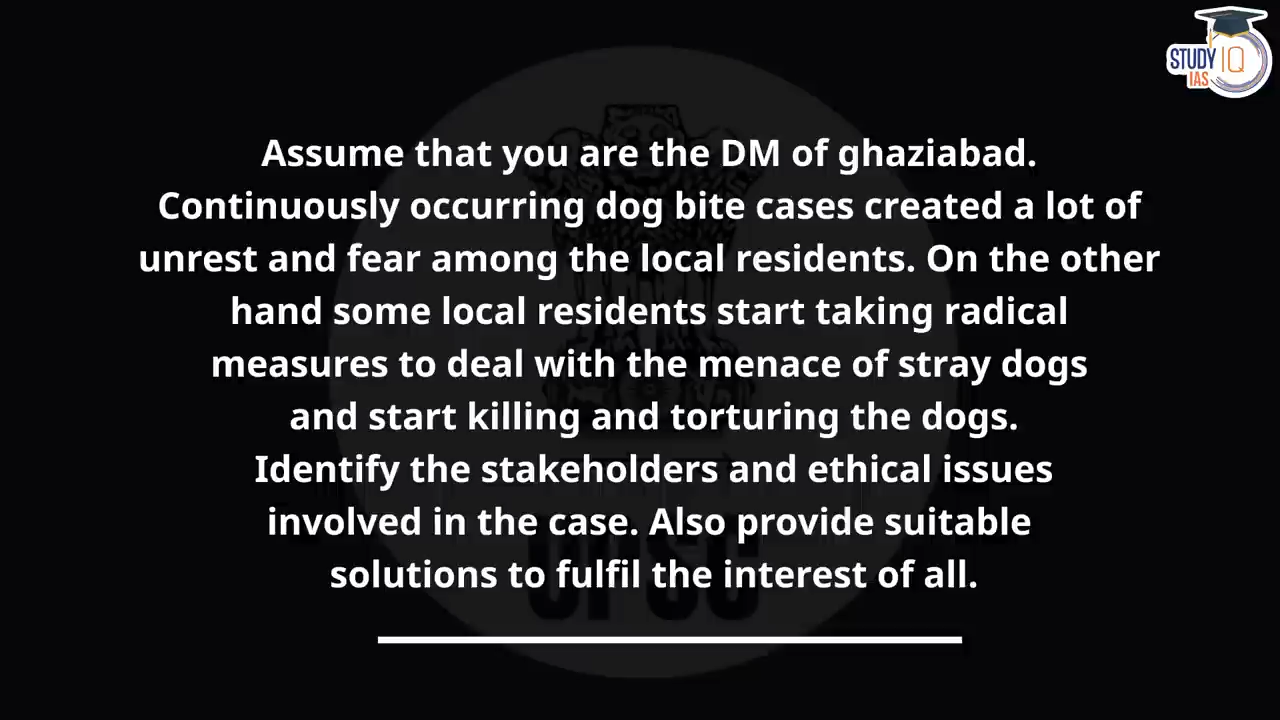 STUDY IQ
IAS
Assume that you are the DM of ghaziabad.
Continuously occurring dog bite cases created a lot of
unrest and fear among the local residents. On the other
hand some local residents start taking radical
measures to deal with the menace of stray dogs
and start killing and torturing the dogs.
Identify the stakeholders and ethical issues
involved in the case. Also provide suitable
solutions to fulfil the interest of all.
UPSC